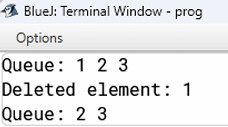 BlueJ: Terminal Window - prog
Options
Queue: 1 2 3
Deleted element: 1
Queue: 2 3